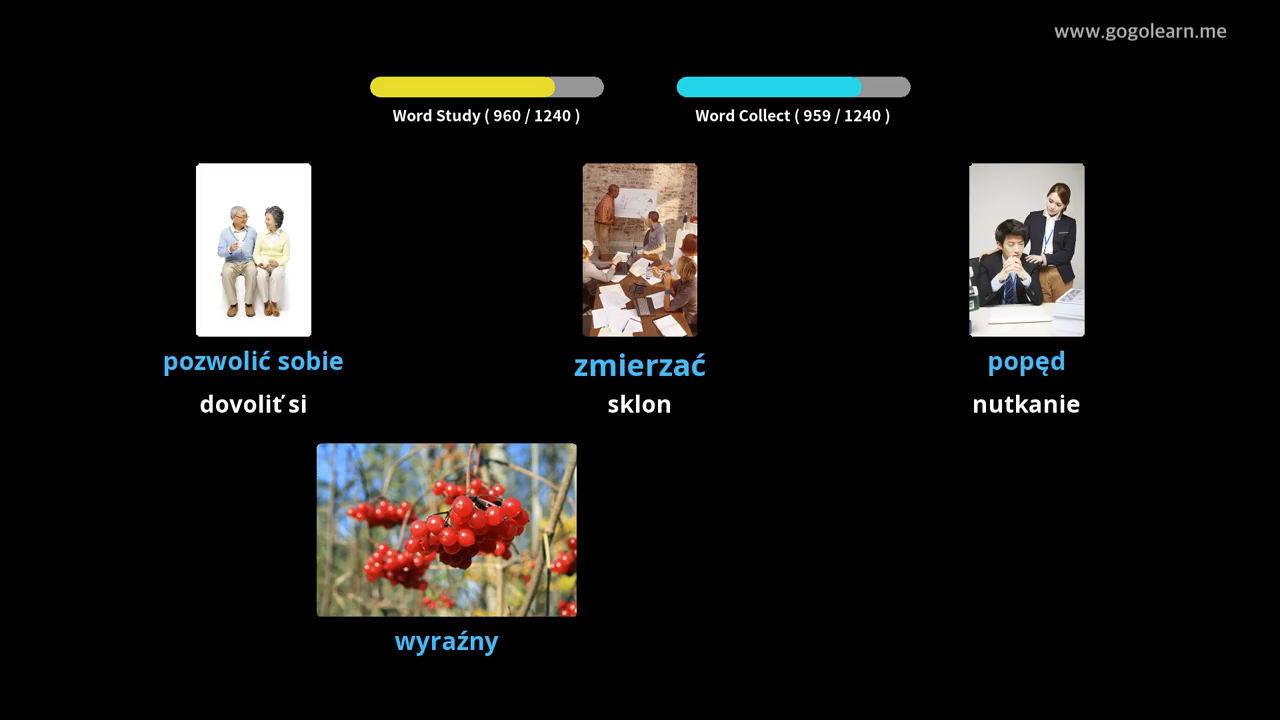 www.gogolearn.me
Word Study ( 960 / 1240 )
Word Collect ( 959 / 1240 )
pozwolić sobie
zmierzać
popęd
dovoliť si
sklon
nutkanie
wyraźny